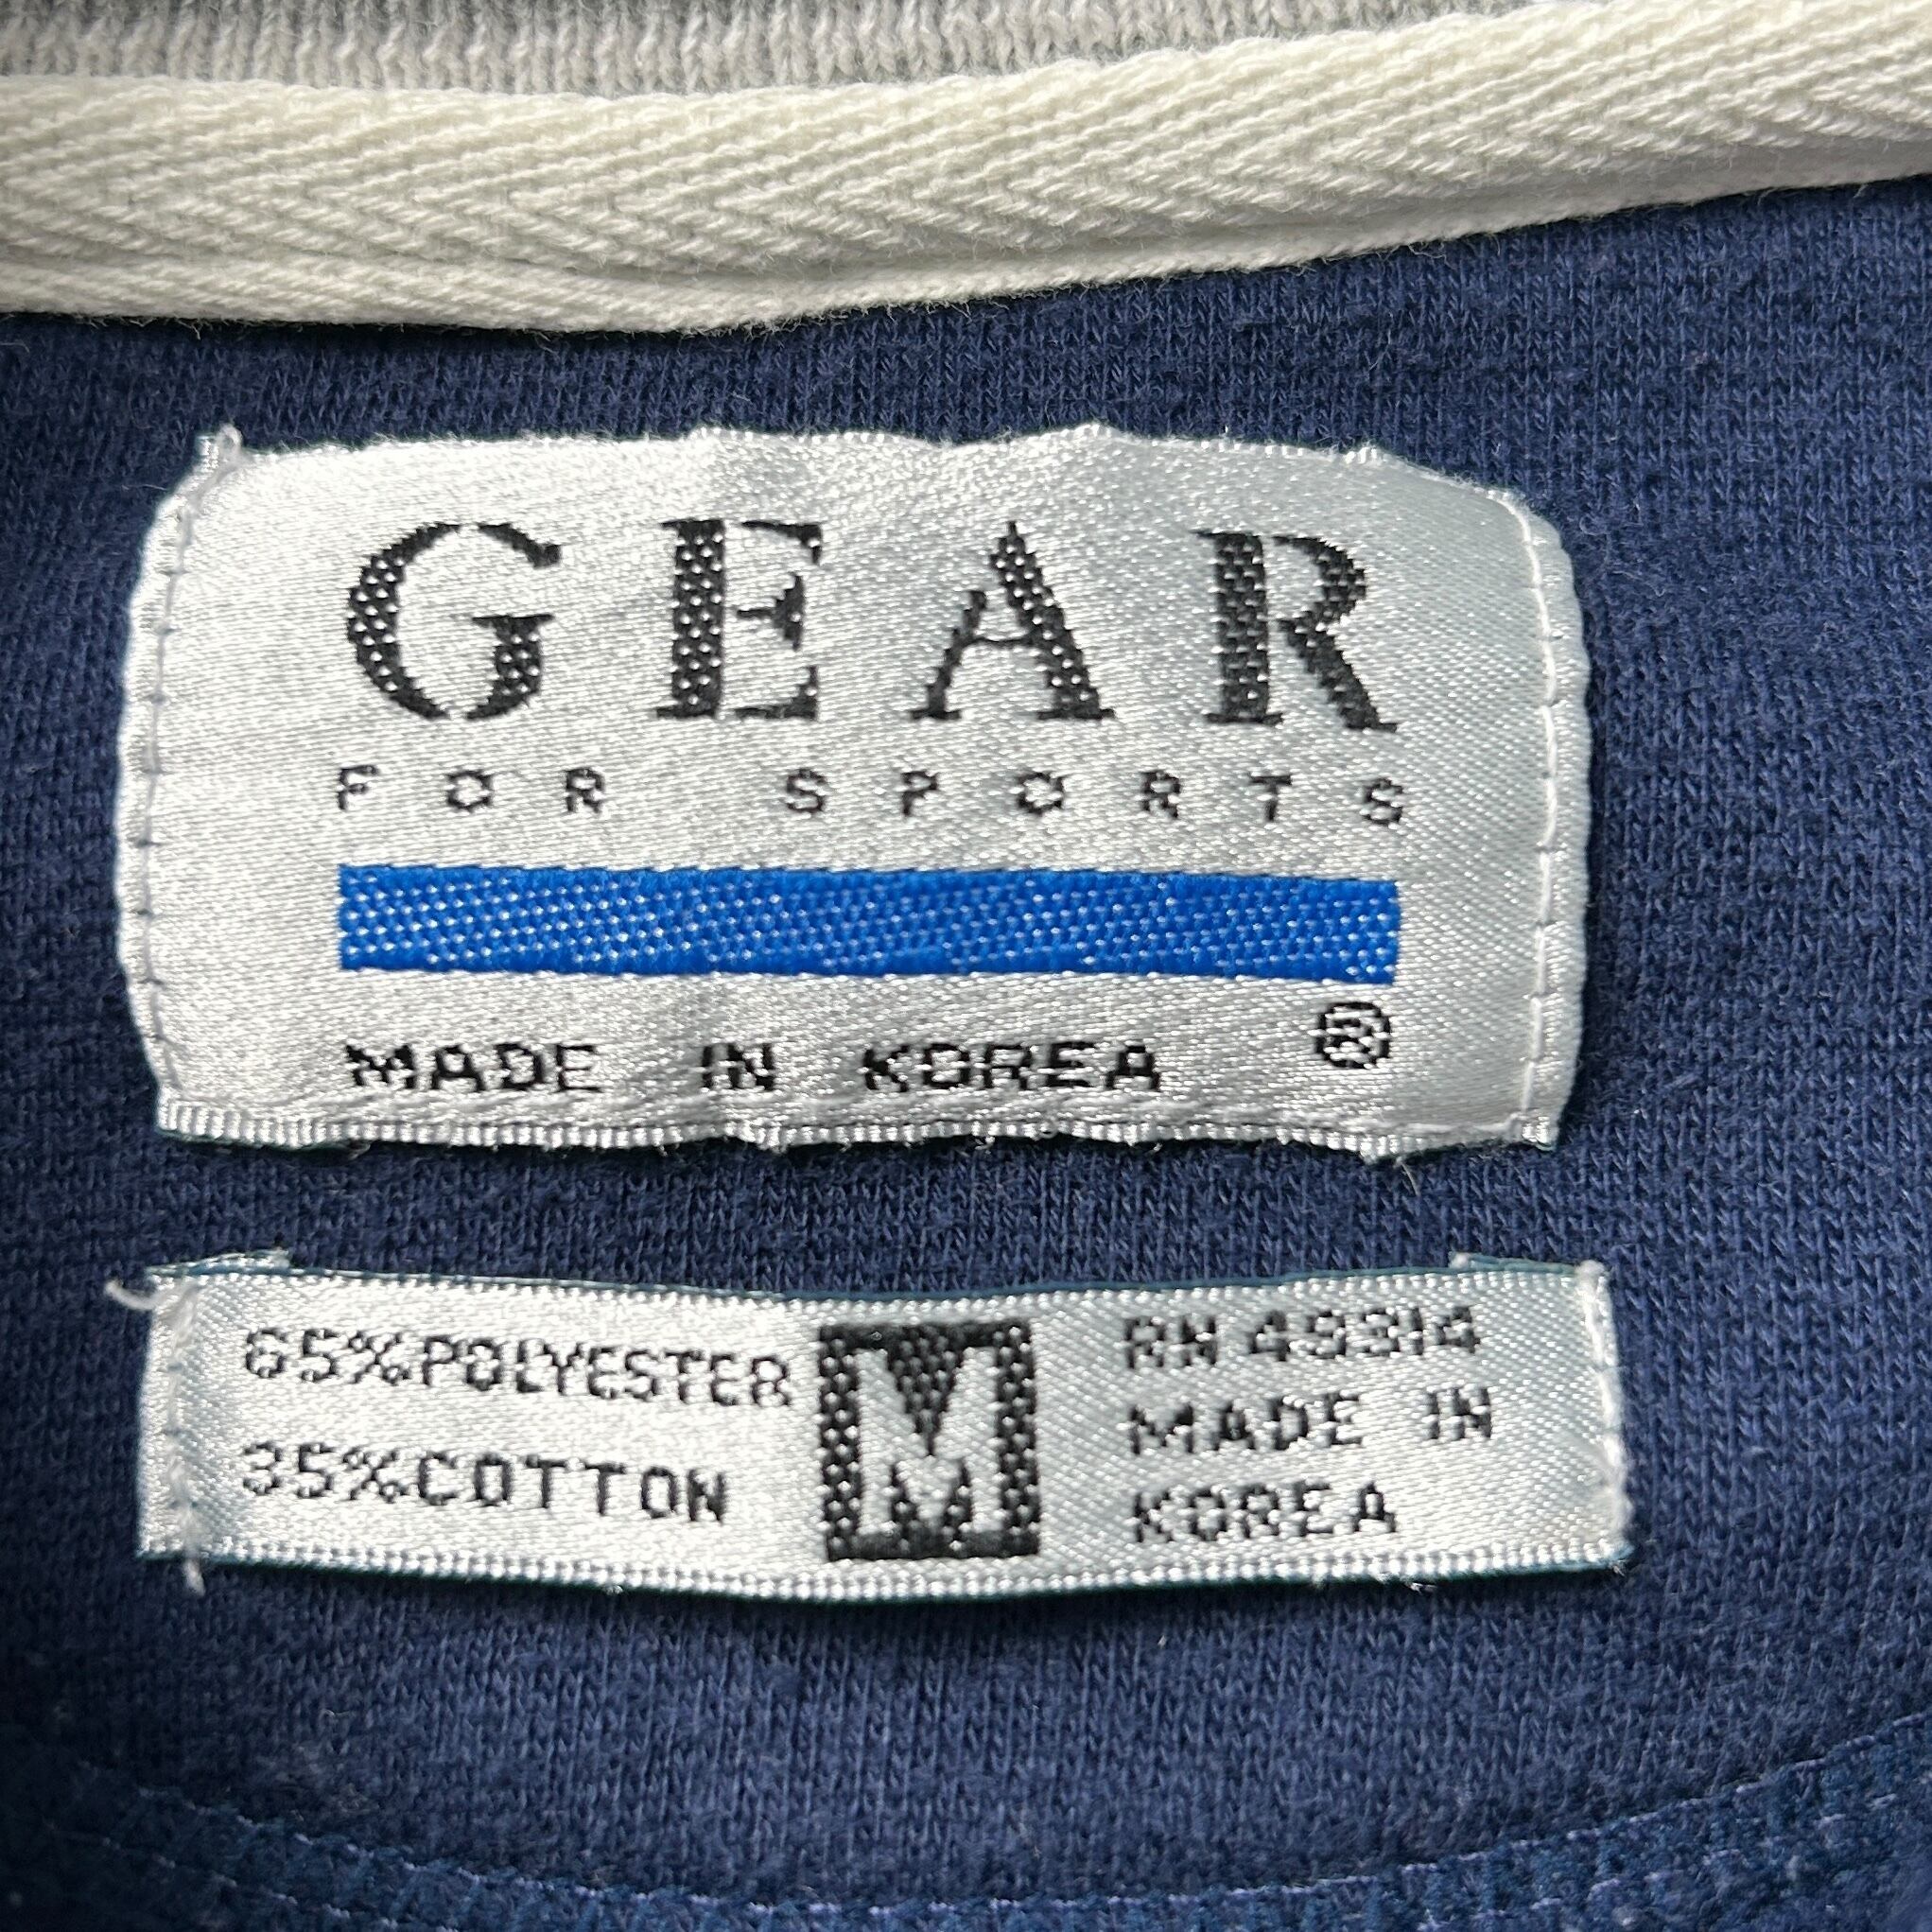 GEAR
FOR SPORTS
®
MADE IN KOREA
65%POLYESTER
35%COTTON
M
RN 49314
MADE IN
KOREA